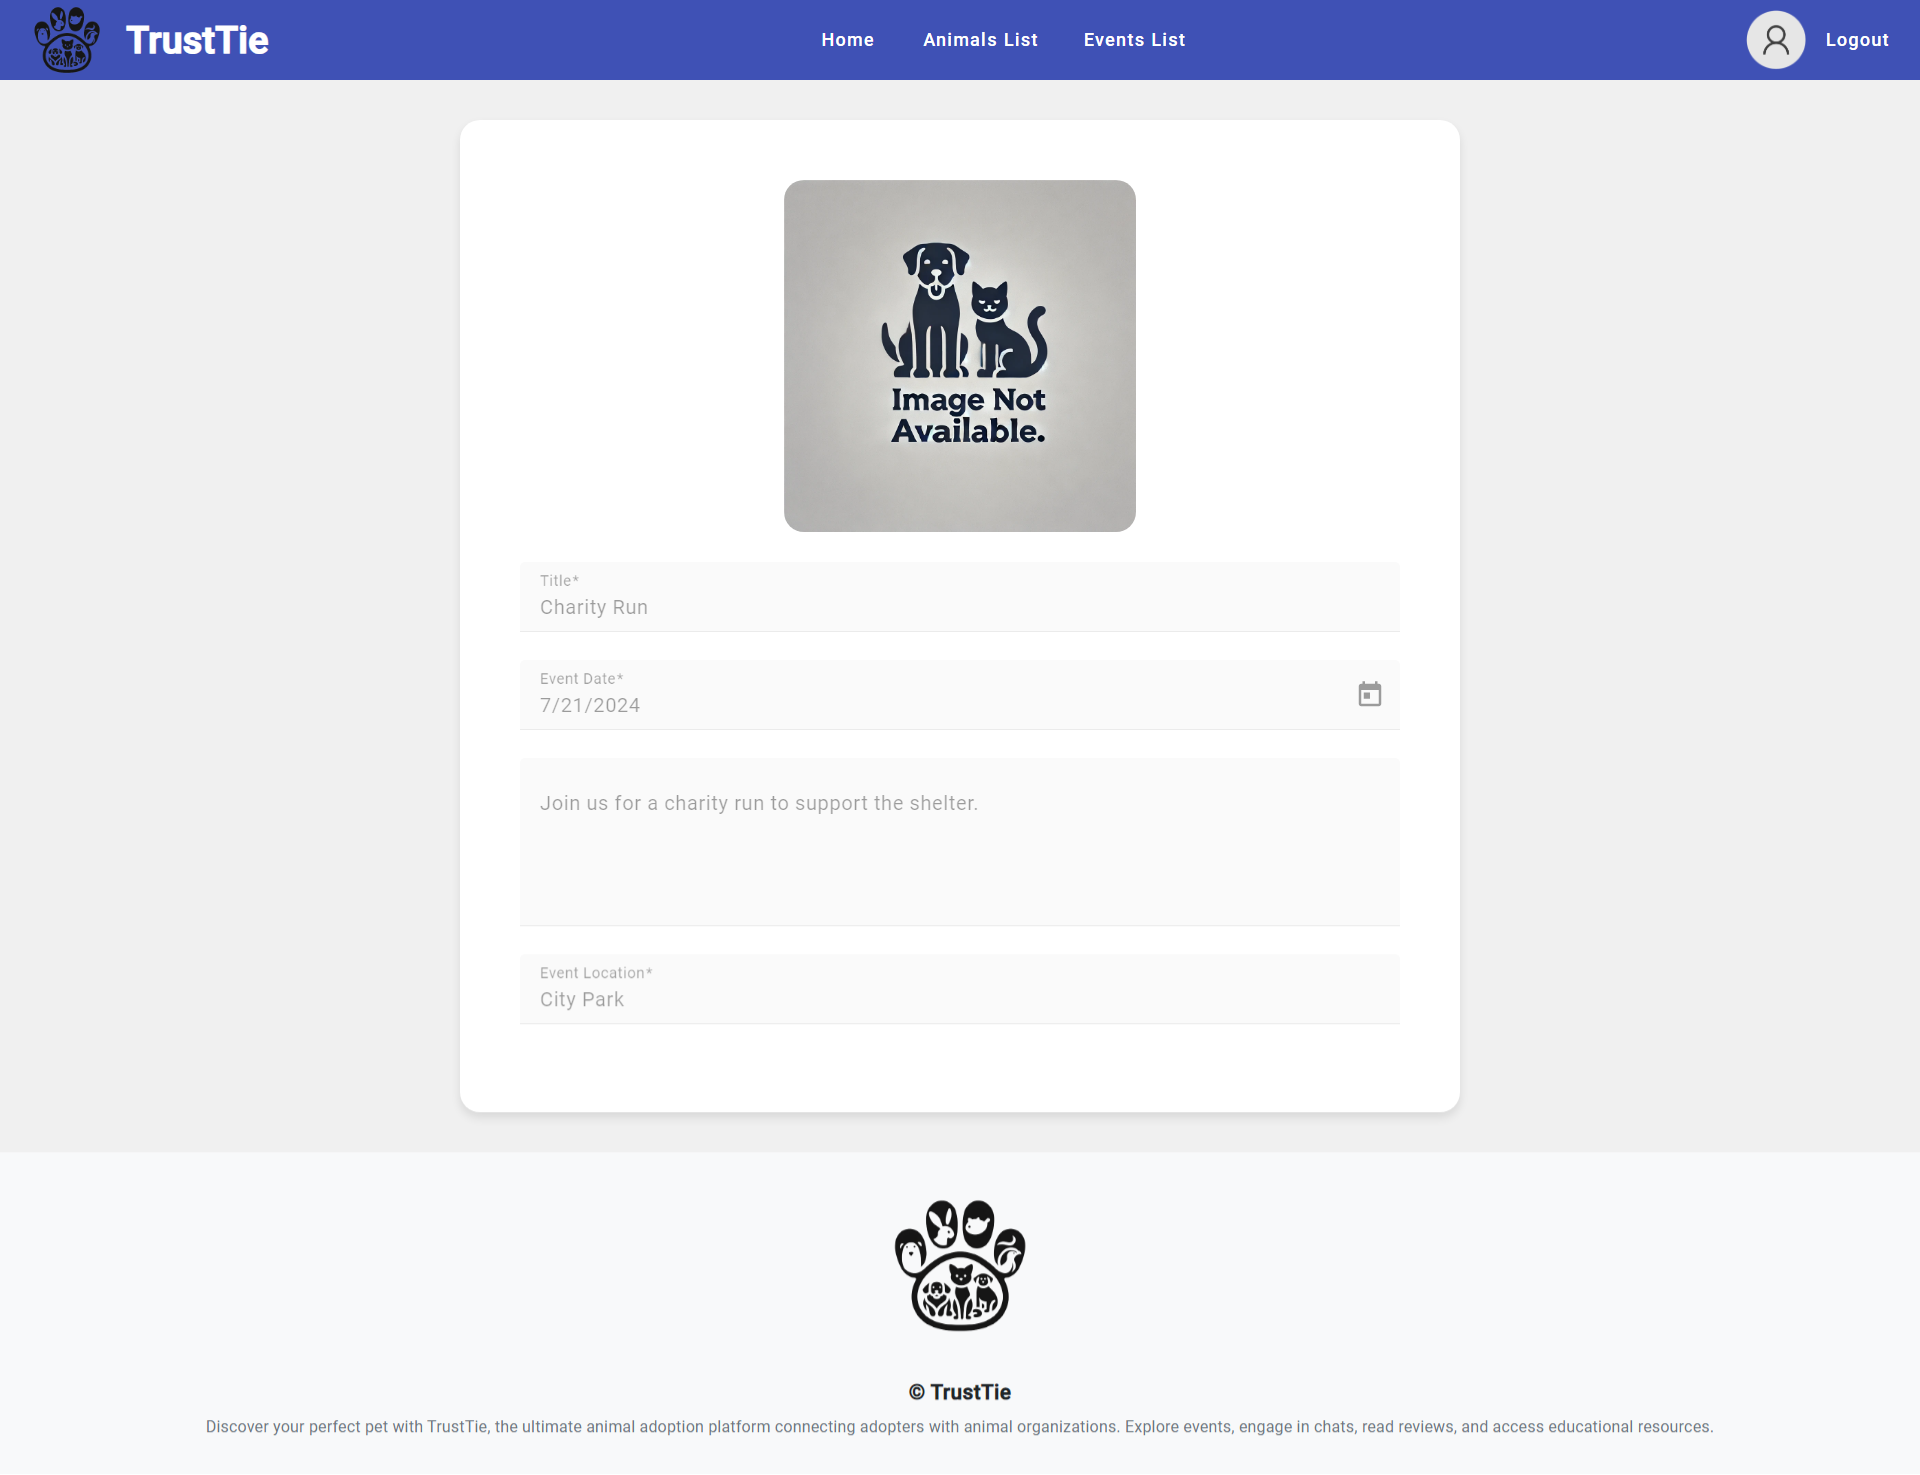 TrustTie
Home
Animals List
Events List
Logout
Image Not
Available.
Title*
Charity Run
Event Date*
7/21/2024
Join us for a charity run to support the shelter.
Event Location*
City Park
© TrustTie
Discover your perfect pet with TrustTie, the ultimate animal adoption platform connecting adopters with animal organizations. Explore events, engage in chats, read reviews, and access educational resources.